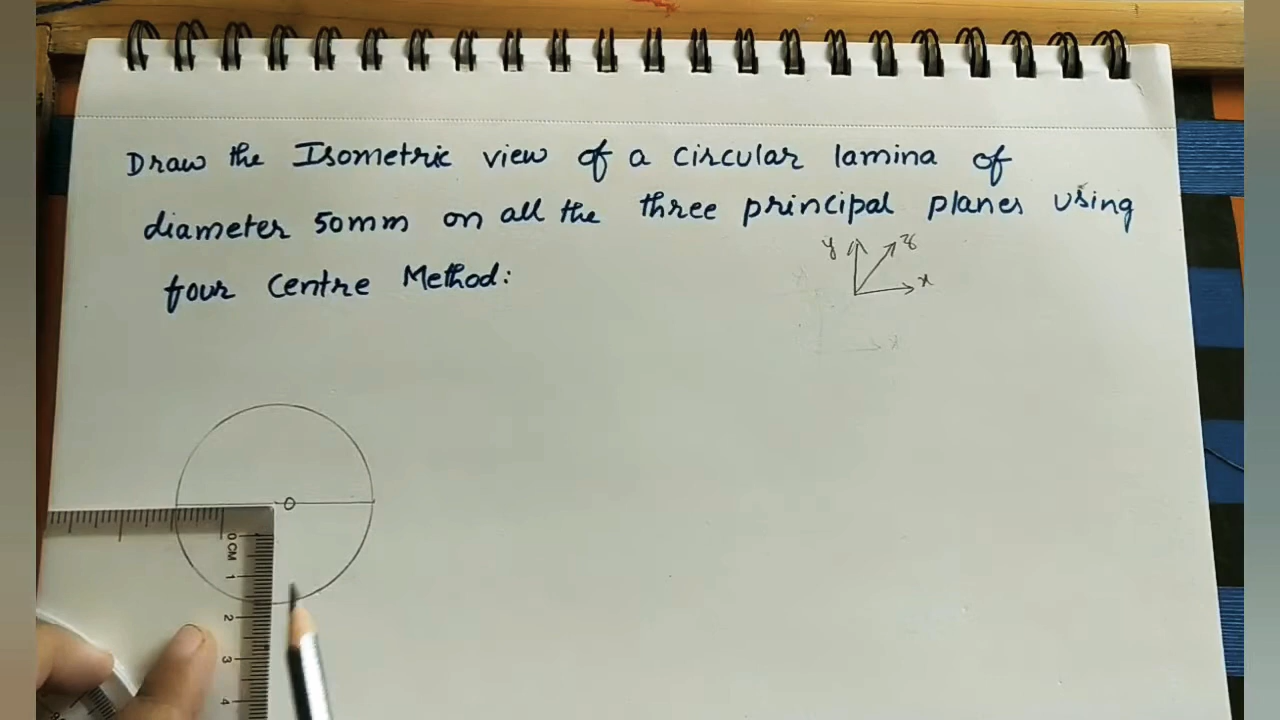 Draw the Isometric view of a circular lamina of
diameter 50mm on all the three principal planes using
four Centre Method:
y z
x
O
0 CM
1
2
3
4